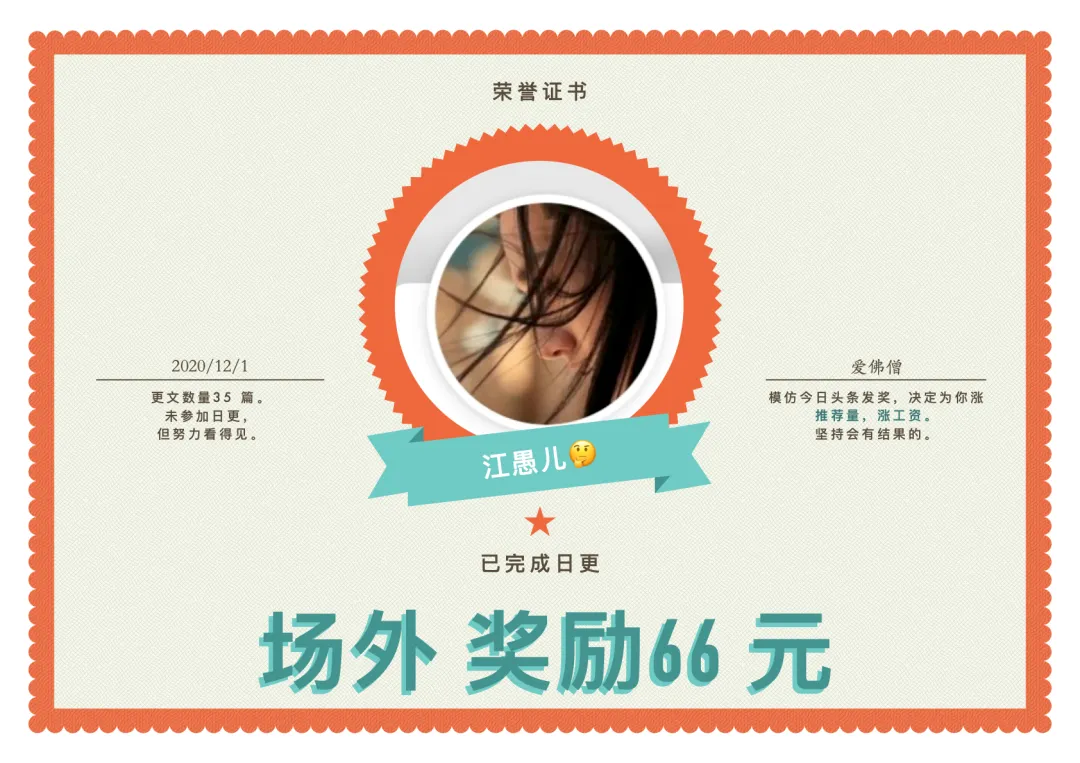 荣誉证书
2020/12/1
更文数量35 篇。
未参加日更，
但努力看得见。
爱佛僧
模仿今日头条发奖，决定为你涨
推荐量，涨工资。
坚持会有结果的。
江愚儿🤔
已完成日更
场外 奖励66 元